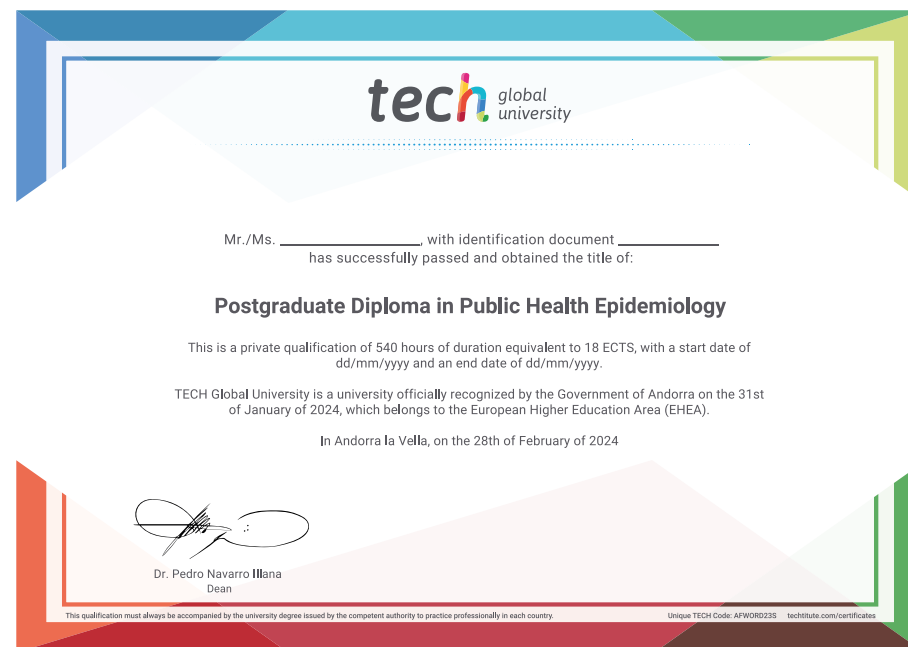 tech global university
Mr./Ms. ____________________, with identification document ______________
has successfully passed and obtained the title of:
Postgraduate Diploma in Public Health Epidemiology
This is a private qualification of 540 hours of duration equivalent to 18 ECTS, with a start date of
dd/mm/yyyy and an end date of dd/mm/yyyy.
TECH Global University is a university officially recognized by the Government of Andorra on the 31st
of January of 2024, which belongs to the European Higher Education Area (EHEA).
In Andorra la Vella, on the 28th of February of 2024
Dr. Pedro Navarro Illana
Dean
This qualification must always be accompanied by the university degree issued by the competent authority to practice professionally in each country. Unique TECH Code: AFWORD23S techtitute.com/certificates